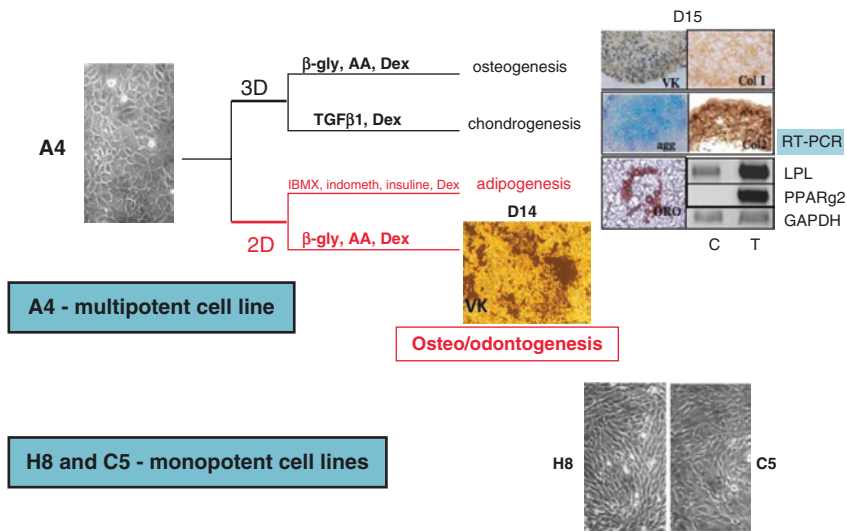 D15
A4
3D
β-gly, AA, Dex
osteogenesis
TGFβ1, Dex
chondrogenesis
VK
Col I
agg
Col2
RT-PCR
2D
IBMX, indometh, insuline, Dex
adipogenesis
β-gly, AA, Dex
ORO
LPL
PPARg2
GAPDH
C T
D14
VK
Osteo/odontogenesis
A4 - multipotent cell line
H8 and C5 - monopotent cell lines
H8
C5